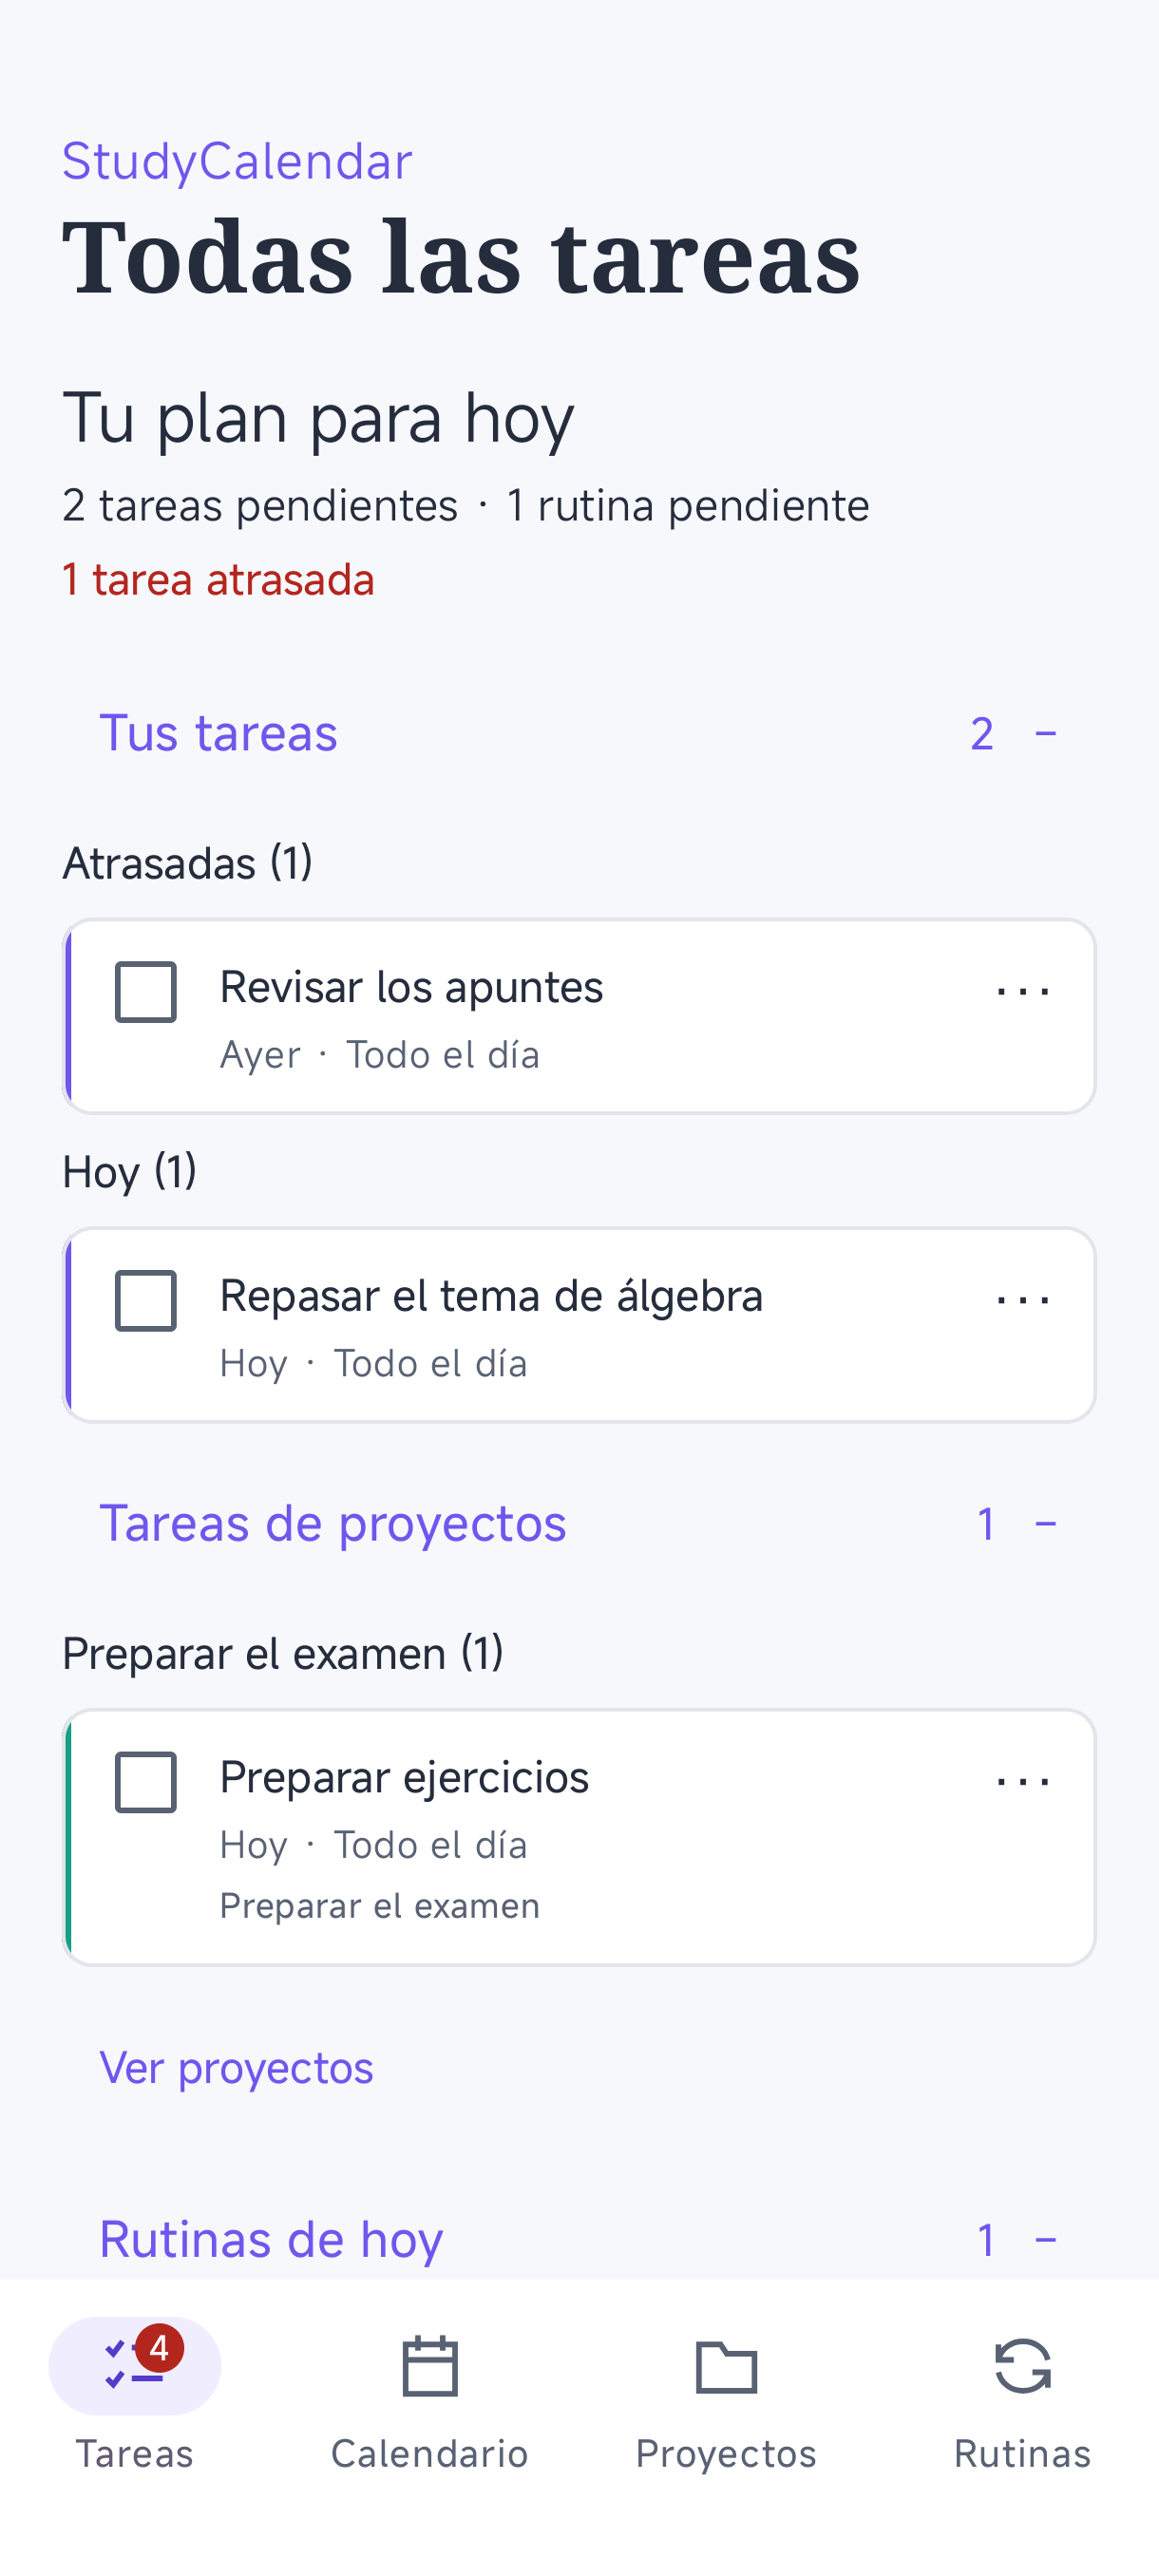 StudyCalendar
Todas las tareas
Tu plan para hoy
2 tareas pendientes · 1 rutina pendiente
1 tarea atrasada
Tus tareas 2 –
Atrasadas (1)
Revisar los apuntes ···
Ayer · Todo el día
Hoy (1)
Repasar el tema de álgebra ···
Hoy · Todo el día
Tareas de proyectos 1 –
Preparar el examen (1)
Preparar ejercicios ···
Hoy · Todo el día
Preparar el examen
Ver proyectos
Rutinas de hoy 1 –
4
Tareas Calendario Proyectos Rutinas